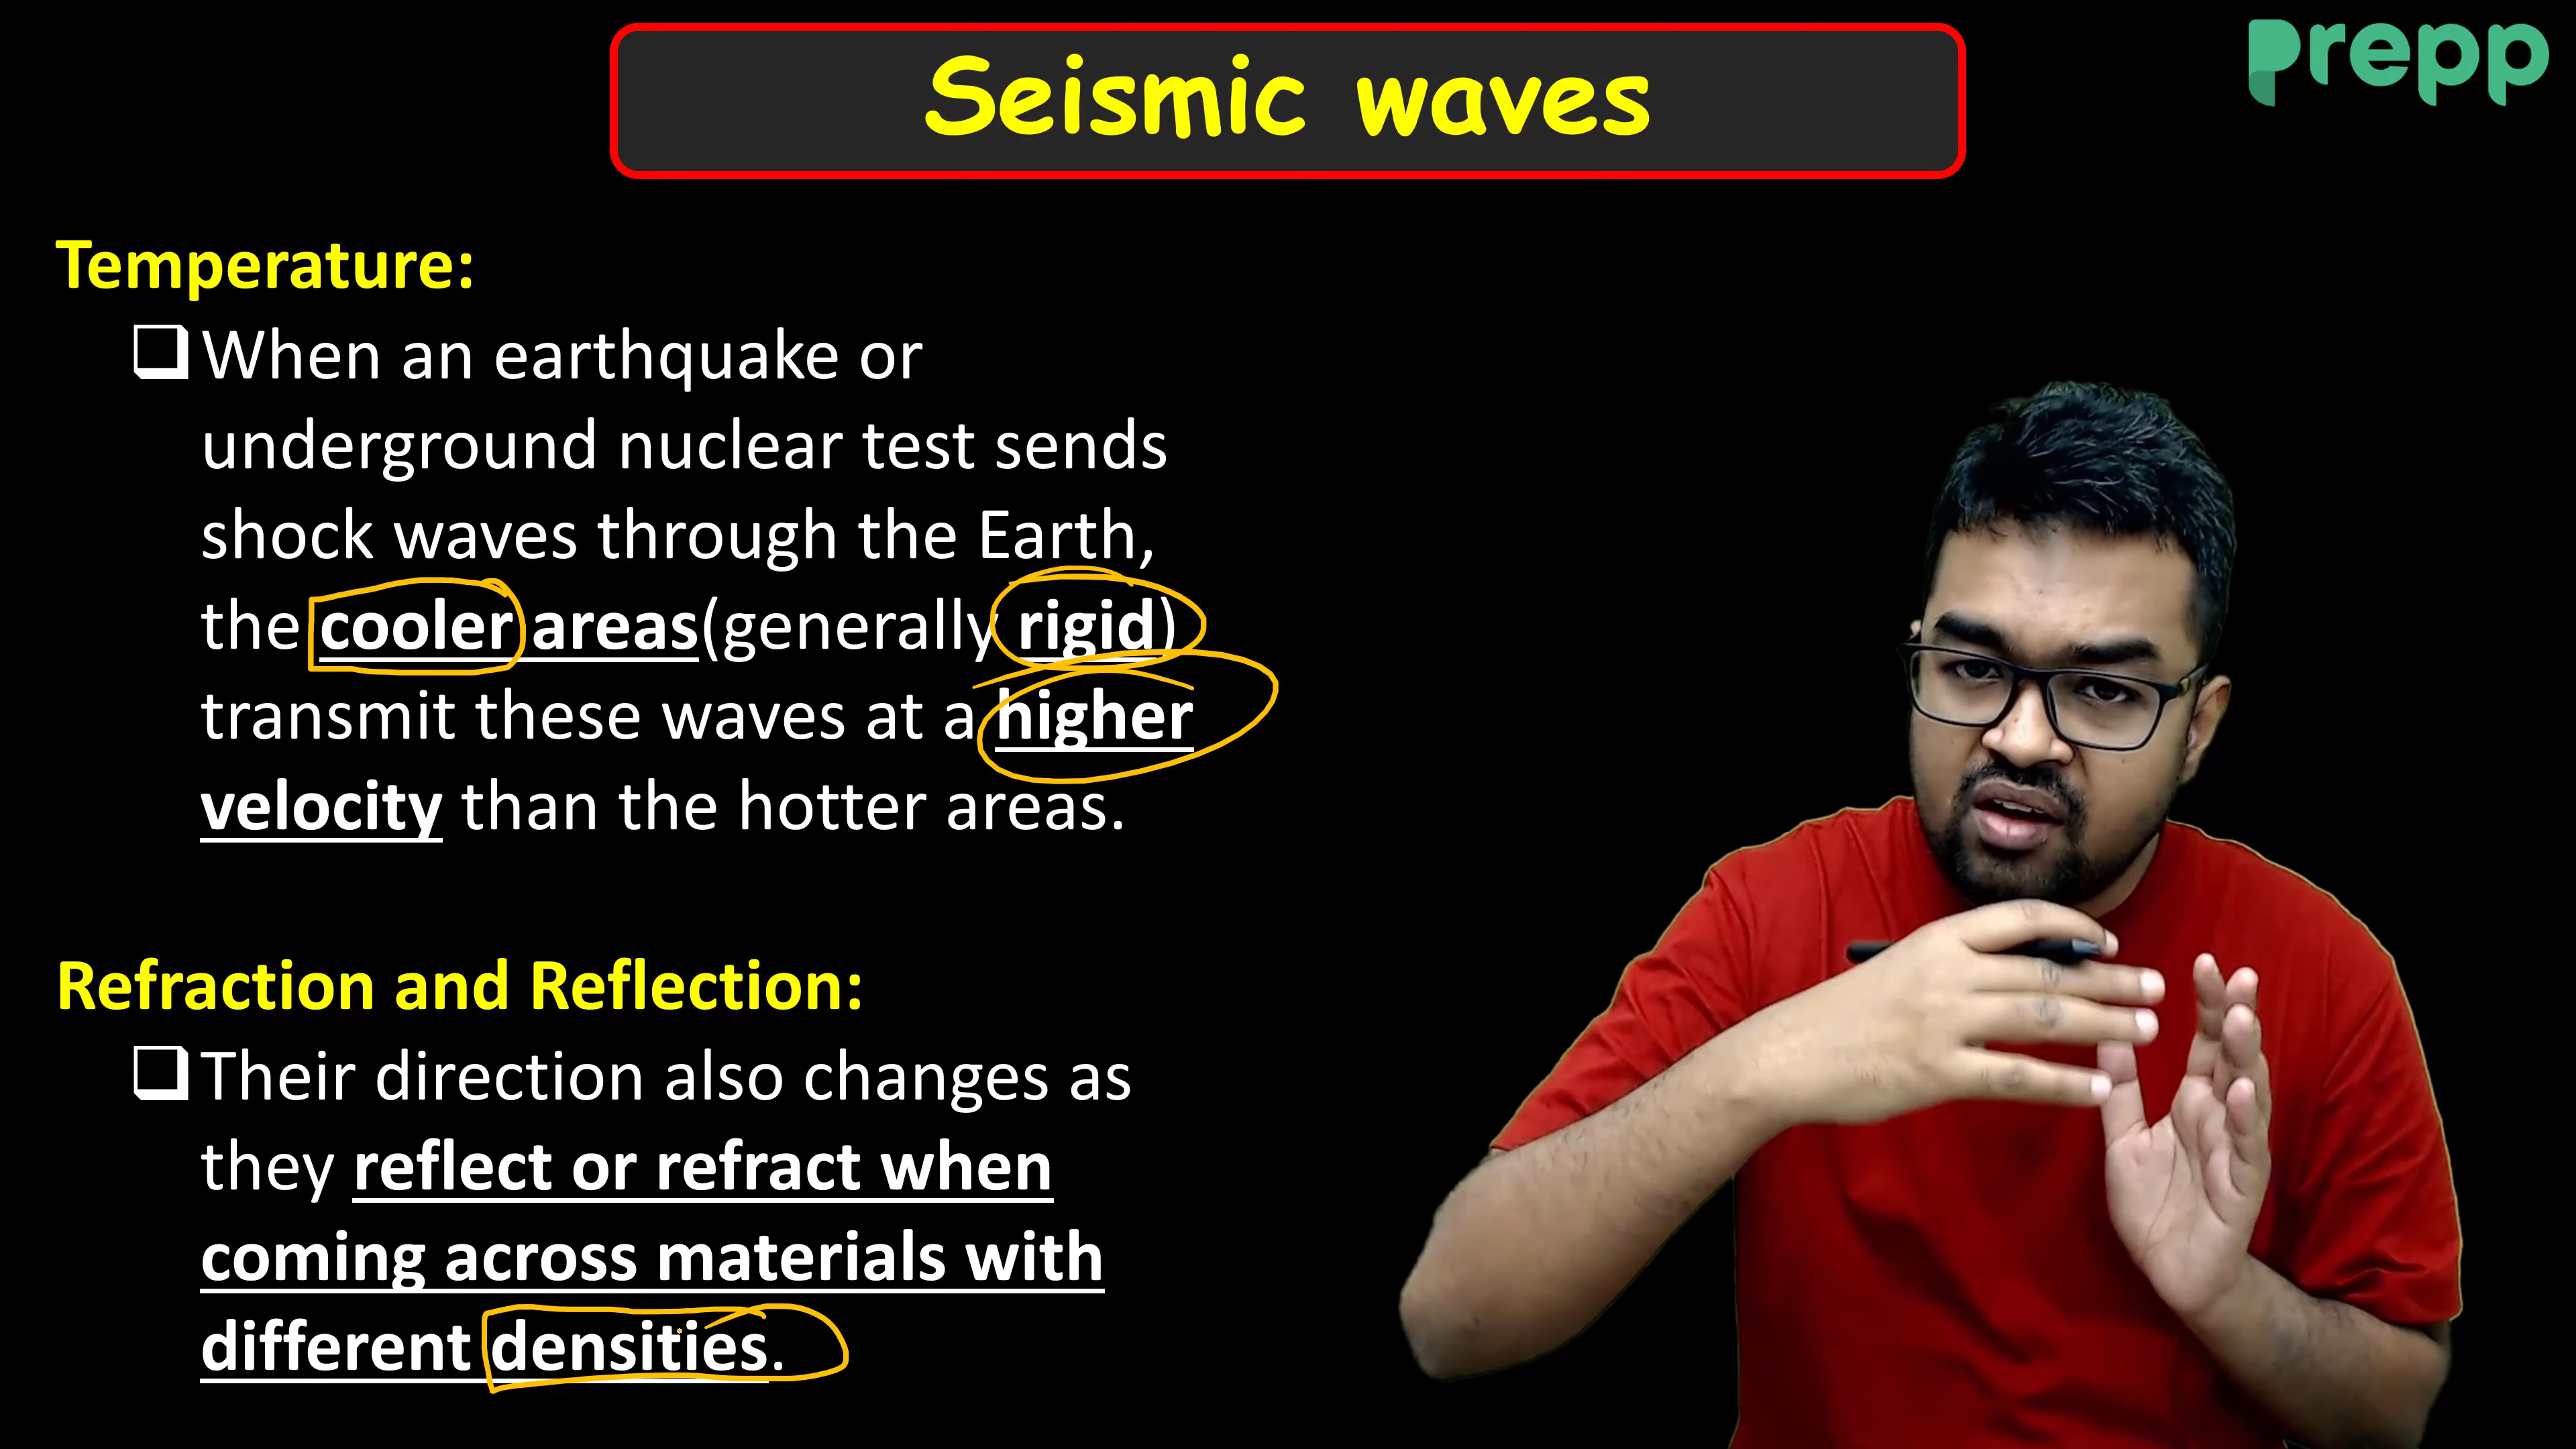 Seismic waves
prepp
Temperature:
When an earthquake or
underground nuclear test sends
shock waves through the Earth,
the cooler areas(generally rigid)
transmit these waves at a higher
velocity than the hotter areas.
Refraction and Reflection:
Their direction also changes as
they reflect or refract when
coming across materials with
different densities.